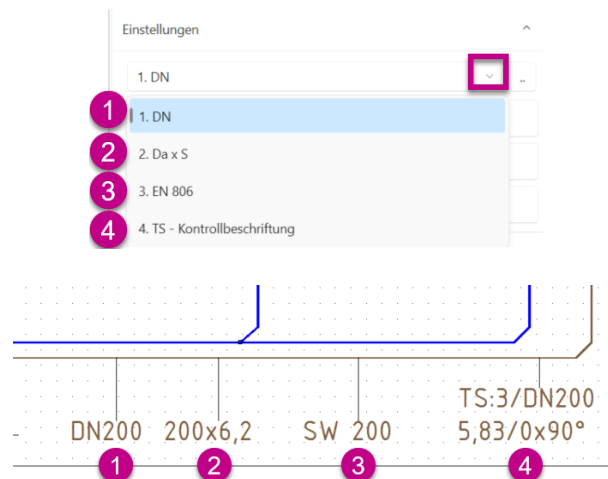 Einstellungen
1. DN
..
1 1. DN
2 2. Da x S
3 3. EN 806
4 4. TS - Kontrollbeschriftung
TS:3/DN200
DN200 200x6,2 SW 200 5,83/0x90°
1 2 3 4